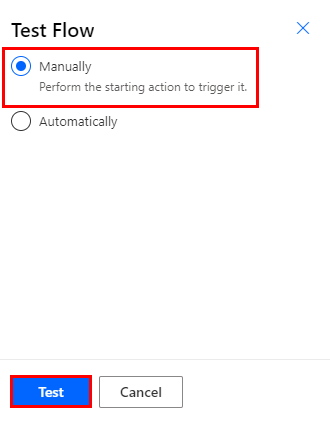 Test Flow
Manually
Perform the starting action to trigger it.
Automatically
Test
Cancel